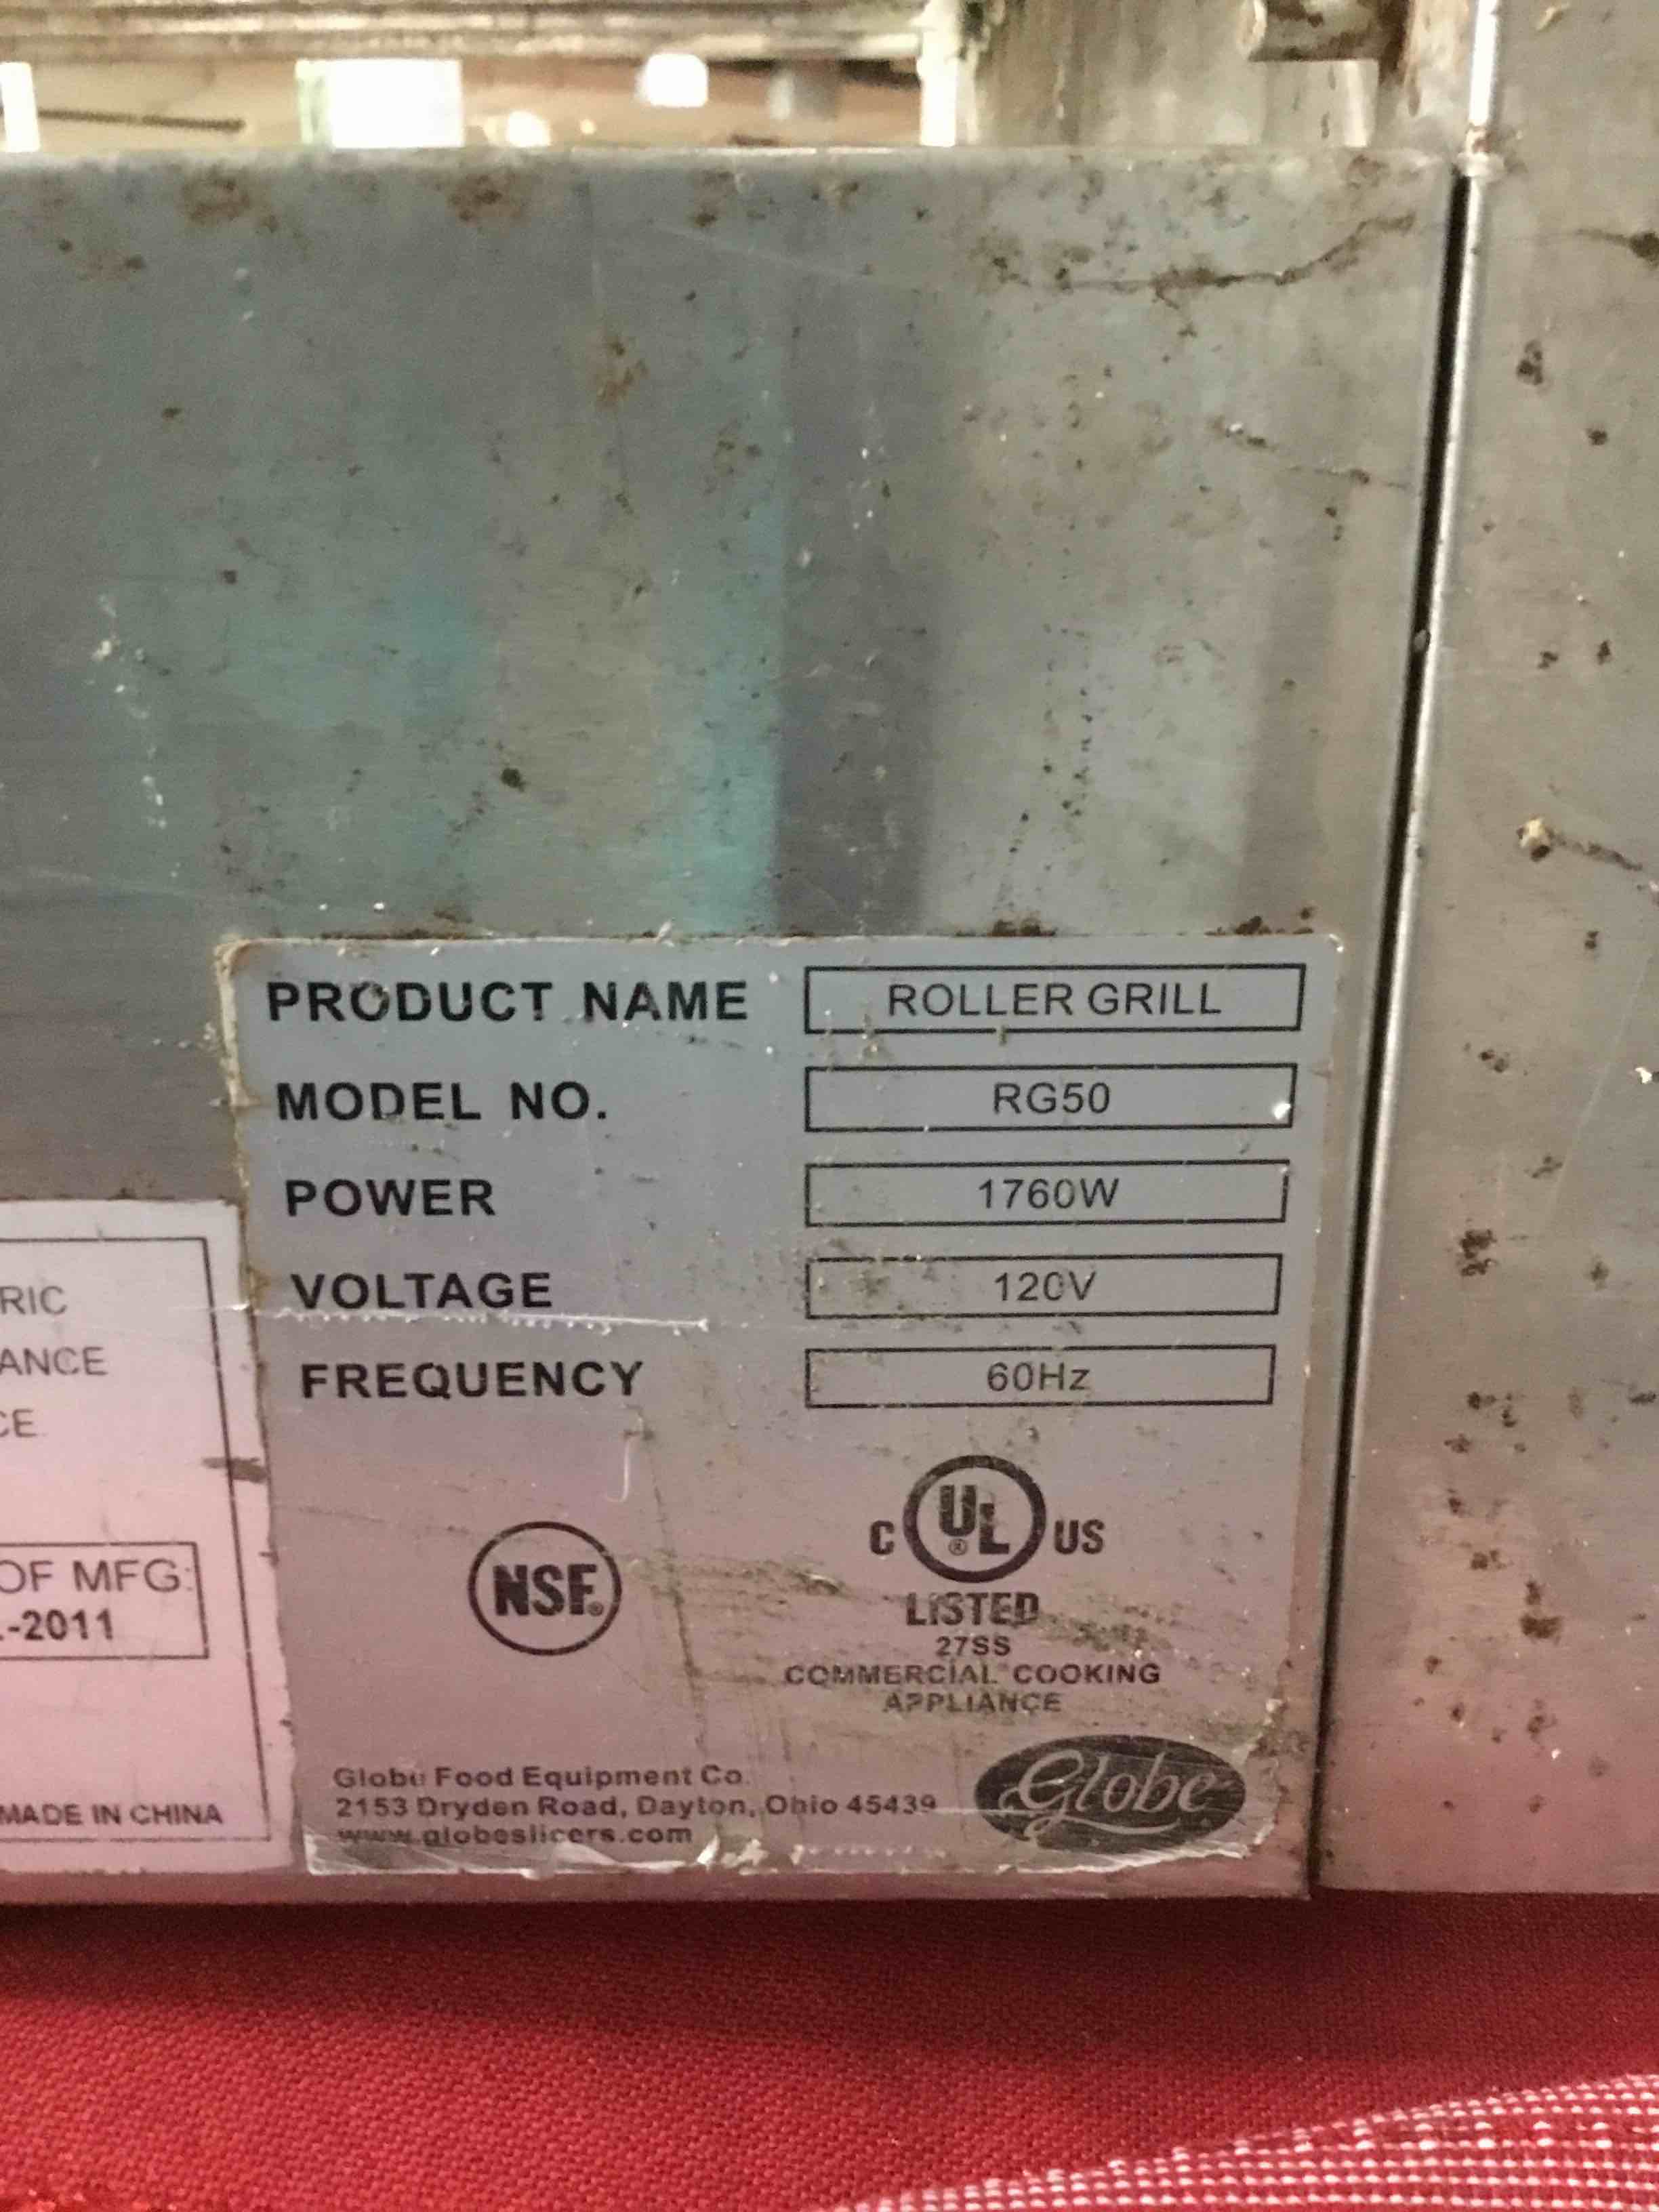 PRODUCT NAME ROLLER GRILL
MODEL NO. RG50
POWER 1760W
VOLTAGE 120V
FREQUENCY 60Hz
RIC
ANCE
CE
OF MFG:
-2011
MADE IN CHINA
NSF®
C UL® US
LISTED
27SS
COMMERCIAL COOKING
APPLIANCE
Globe Food Equipment Co.
2153 Dryden Road, Dayton, Ohio 45439
www.globeslicers.com
Globe